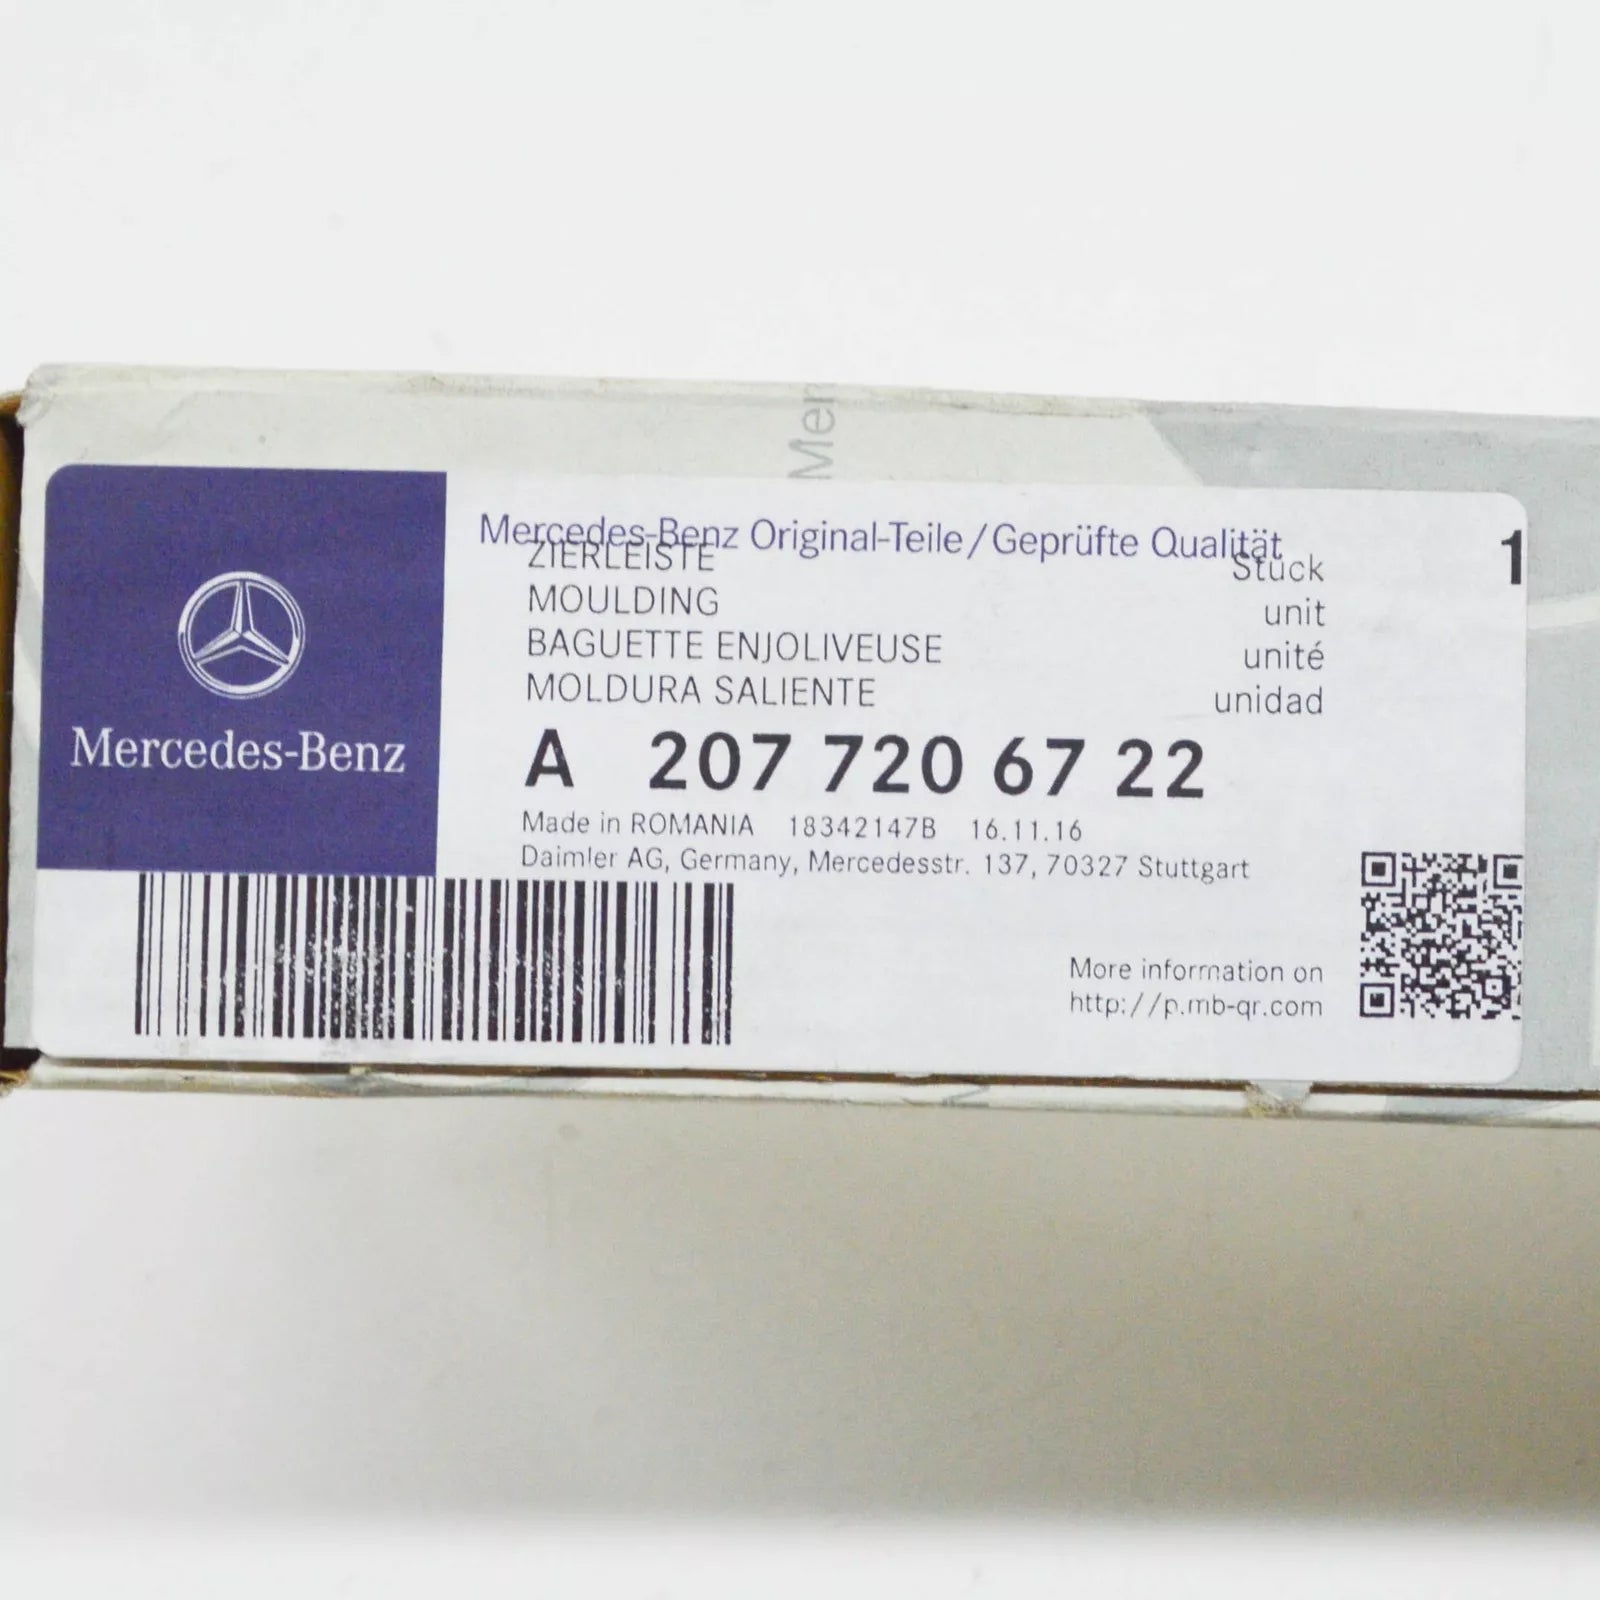 Mer
Mercedes-Benz
Mercedes-Benz Original-Teile/Geprüfte Qualität
ZIERLEISTE Stück 1
MOULDING unit
BAGUETTE ENJOLIVEUSE unité
MOLDURA SALIENTE unidad
A 207 720 67 22
Made in ROMANIA 18342147B 16.11.16
Daimler AG, Germany, Mercedesstr. 137, 70327 Stuttgart
More information on
http://p.mb-qr.com